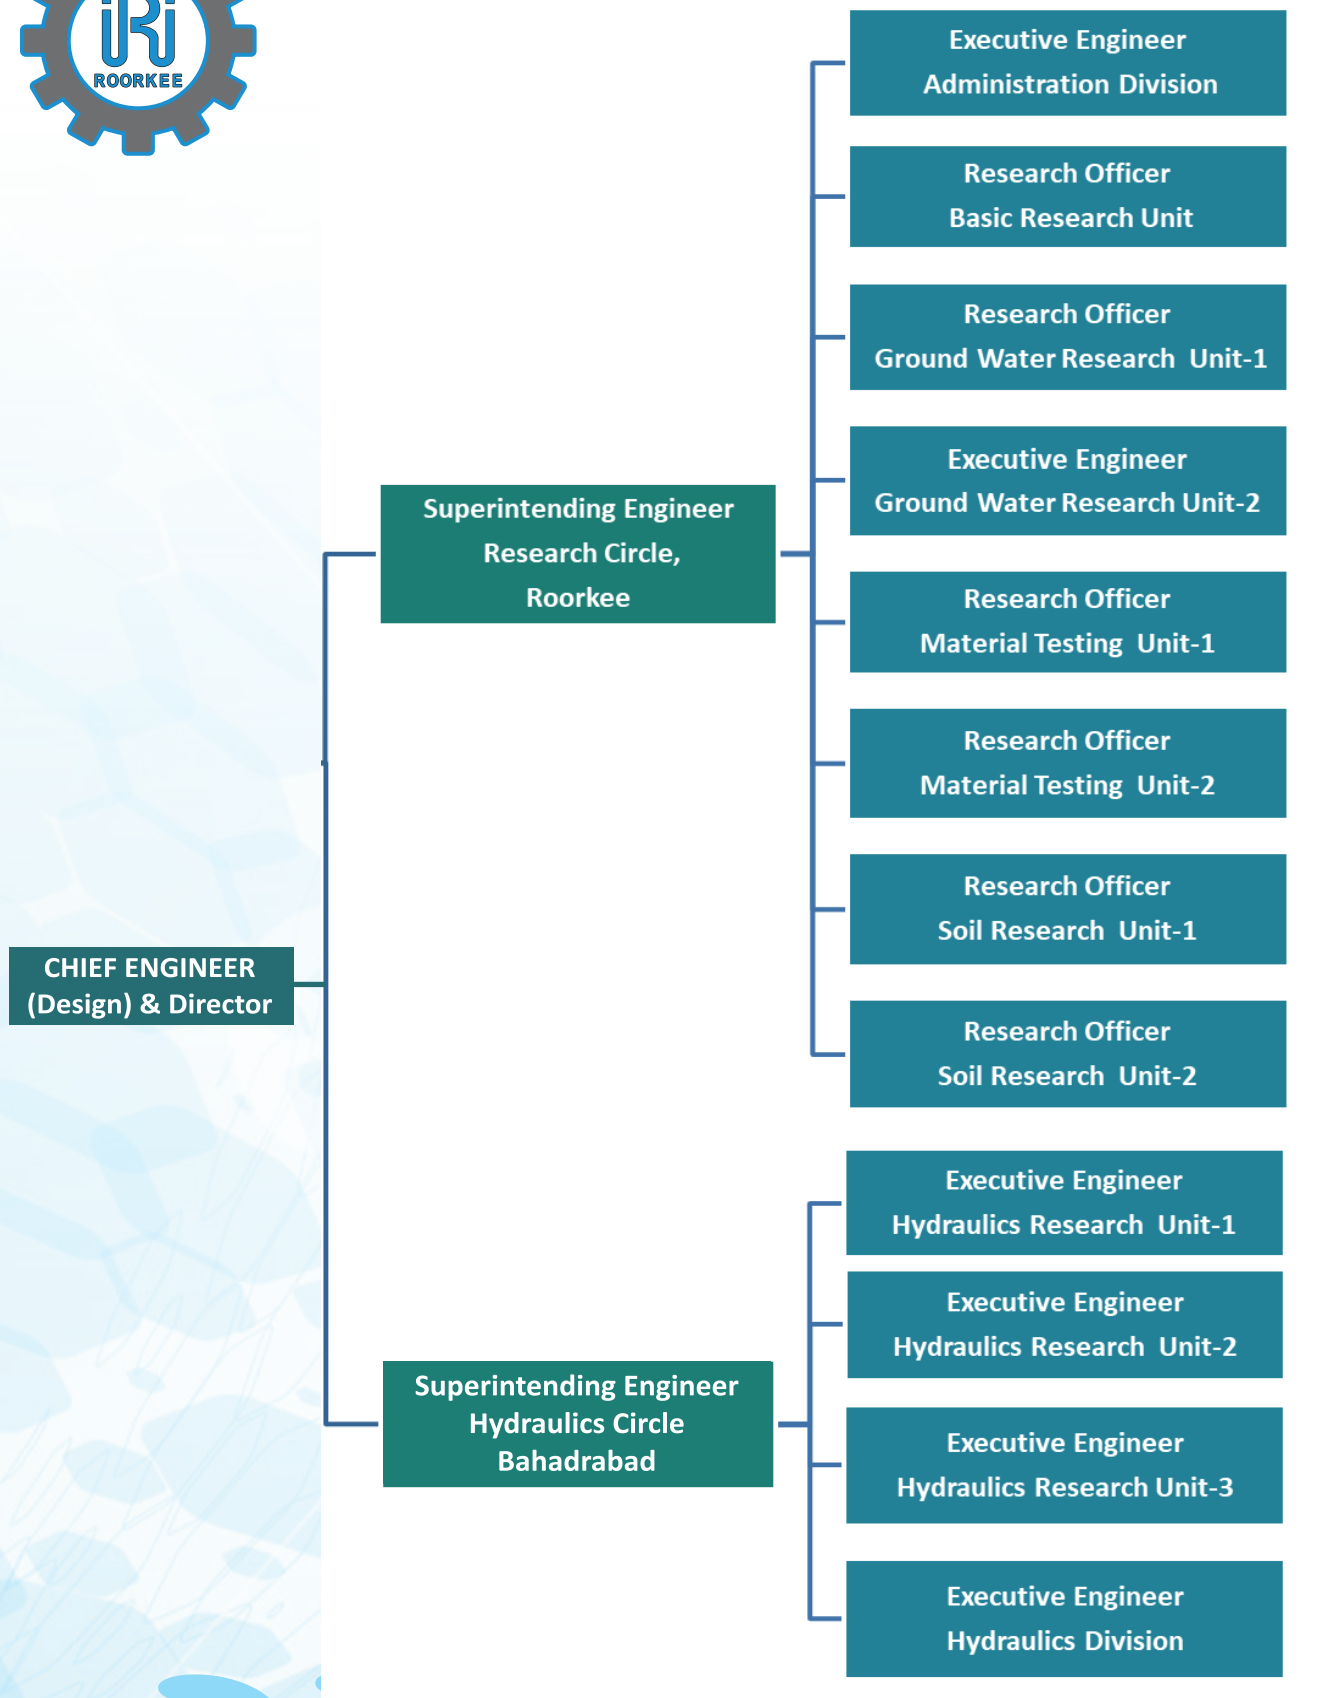 iRi
ROORKEE
Executive Engineer
Administration Division
Research Officer
Basic Research Unit
Research Officer
Ground Water Research Unit-1
Executive Engineer
Ground Water Research Unit-2
Superintending Engineer
Research Circle,
Roorkee
Research Officer
Material Testing Unit-1
Research Officer
Material Testing Unit-2
Research Officer
Soil Research Unit-1
CHIEF ENGINEER
(Design) & Director
Research Officer
Soil Research Unit-2
Executive Engineer
Hydraulics Research Unit-1
Executive Engineer
Hydraulics Research Unit-2
Superintending Engineer
Hydraulics Circle
Bahadrabad
Executive Engineer
Hydraulics Research Unit-3
Executive Engineer
Hydraulics Division